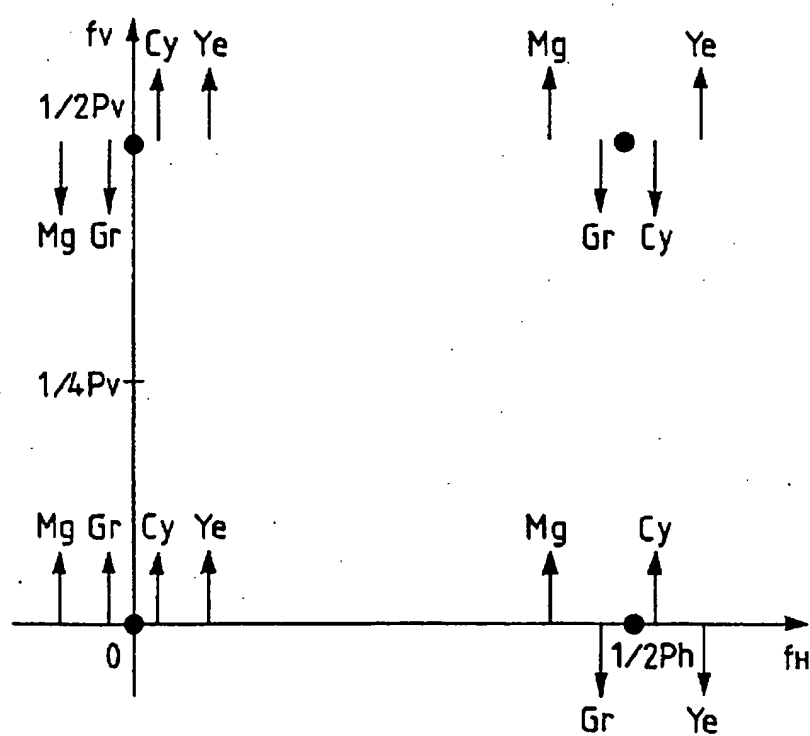 fv Cy Ye Mg Ye
1/2Pv
Mg Gr Gr Cy
1/4Pv
Mg Gr Cy Ye Mg Cy
0 1/2Ph fH
Gr Ye